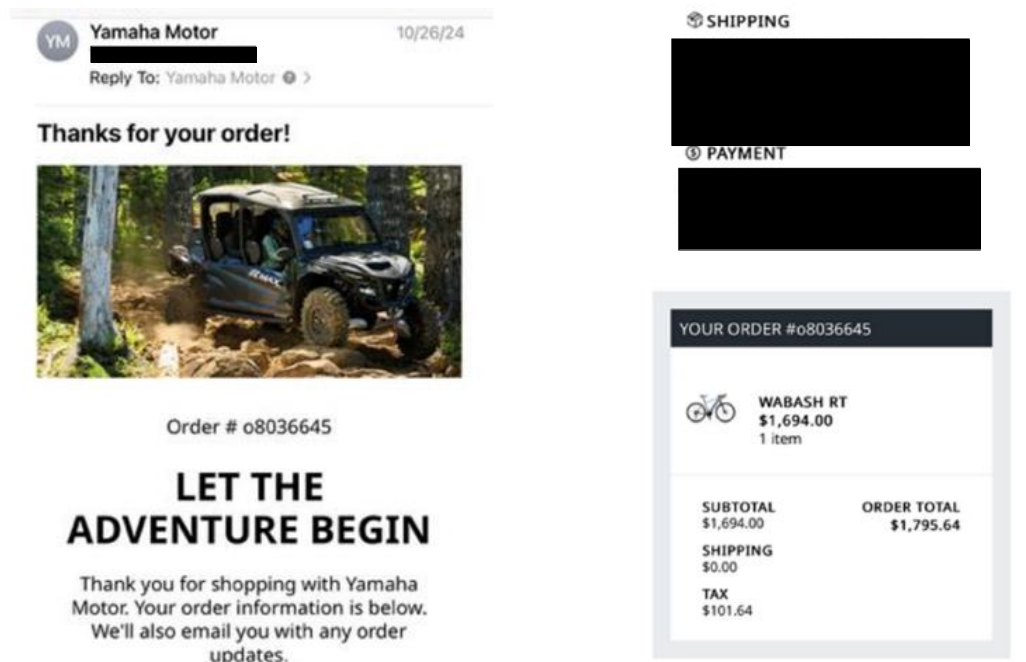 YM
Yamaha Motor
10/26/24
Reply To: Yamaha Motor
Thanks for your order!
RMAX
Order # o8036645
LET THE
ADVENTURE BEGIN
Thank you for shopping with Yamaha
Motor. Your order information is below.
We'll also email you with any order
updates.
SHIPPING
PAYMENT
YOUR ORDER #o8036645
WABASH RT
$1,694.00
1 item
SUBTOTAL
$1,694.00
ORDER TOTAL
$1,795.64
SHIPPING
$0.00
TAX
$101.64